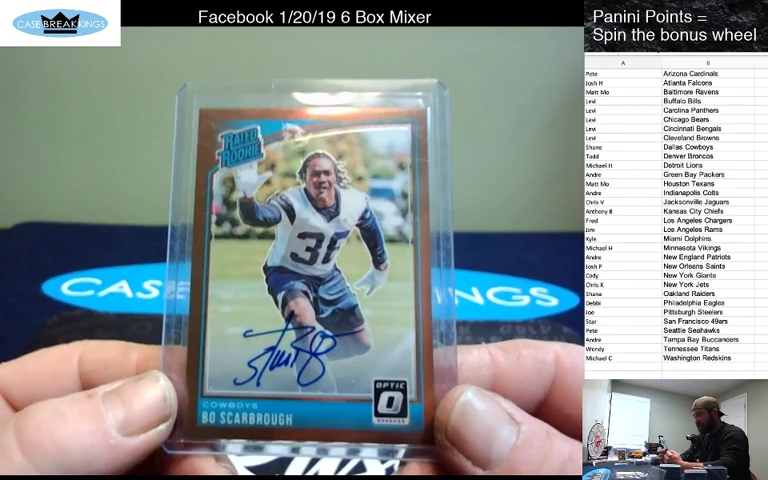 CASE BREAK KINGS
Facebook 1/20/19 6 Box Mixer
Panini Points =
Spin the bonus wheel
RATED
ROOKIE
36
OPTIC
COWBOYS
BO SCARBROUGH
CASE
KINGS
A B
Pete Arizona Cardinals
Josh H Atlanta Falcons
Matt Mo Baltimore Ravens
Levi Buffalo Bills
Levi Carolina Panthers
Levi Chicago Bears
Levi Cincinnati Bengals
Levi Cleveland Browns
Shane Dallas Cowboys
Todd Denver Broncos
Michael H Detroit Lions
Andre Green Bay Packers
Matt Mo Houston Texans
Andre Indianapolis Colts
Chris V Jacksonville Jaguars
Anthony B Kansas City Chiefs
Fred Los Angeles Chargers
Jim Los Angeles Rams
Kyle Miami Dolphins
Michael H Minnesota Vikings
Andre New England Patriots
Josh P New Orleans Saints
Cody New York Giants
Chris K New York Jets
Shane Oakland Raiders
Debbi Philadelphia Eagles
Joe Pittsburgh Steelers
Star San Francisco 49ers
Pete Seattle Seahawks
Andre Tampa Bay Buccaneers
Wendy Tennessee Titans
Michael C Washington Redskins